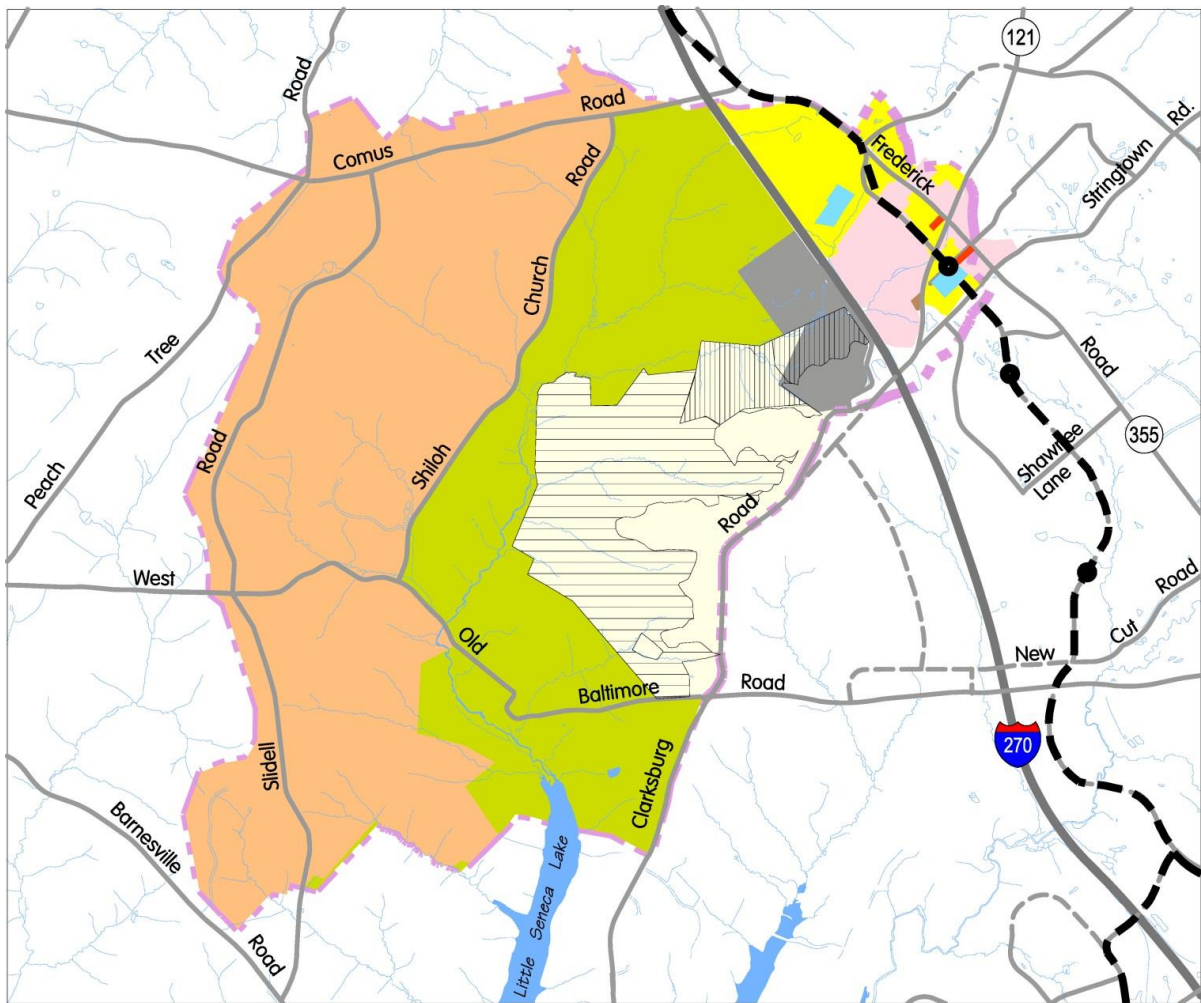 121
Road
Road
Comus
Road
Frederick
Stringtown Rd.
Church
Tree
Road
Peach
Road
355
Shawnee
Lane
Shiloh
Road
West
Road
Cut
New
Old
Baltimore
Road
270
Slidell
Clarksburg
Barnesville
Road
Little Seneca Lake